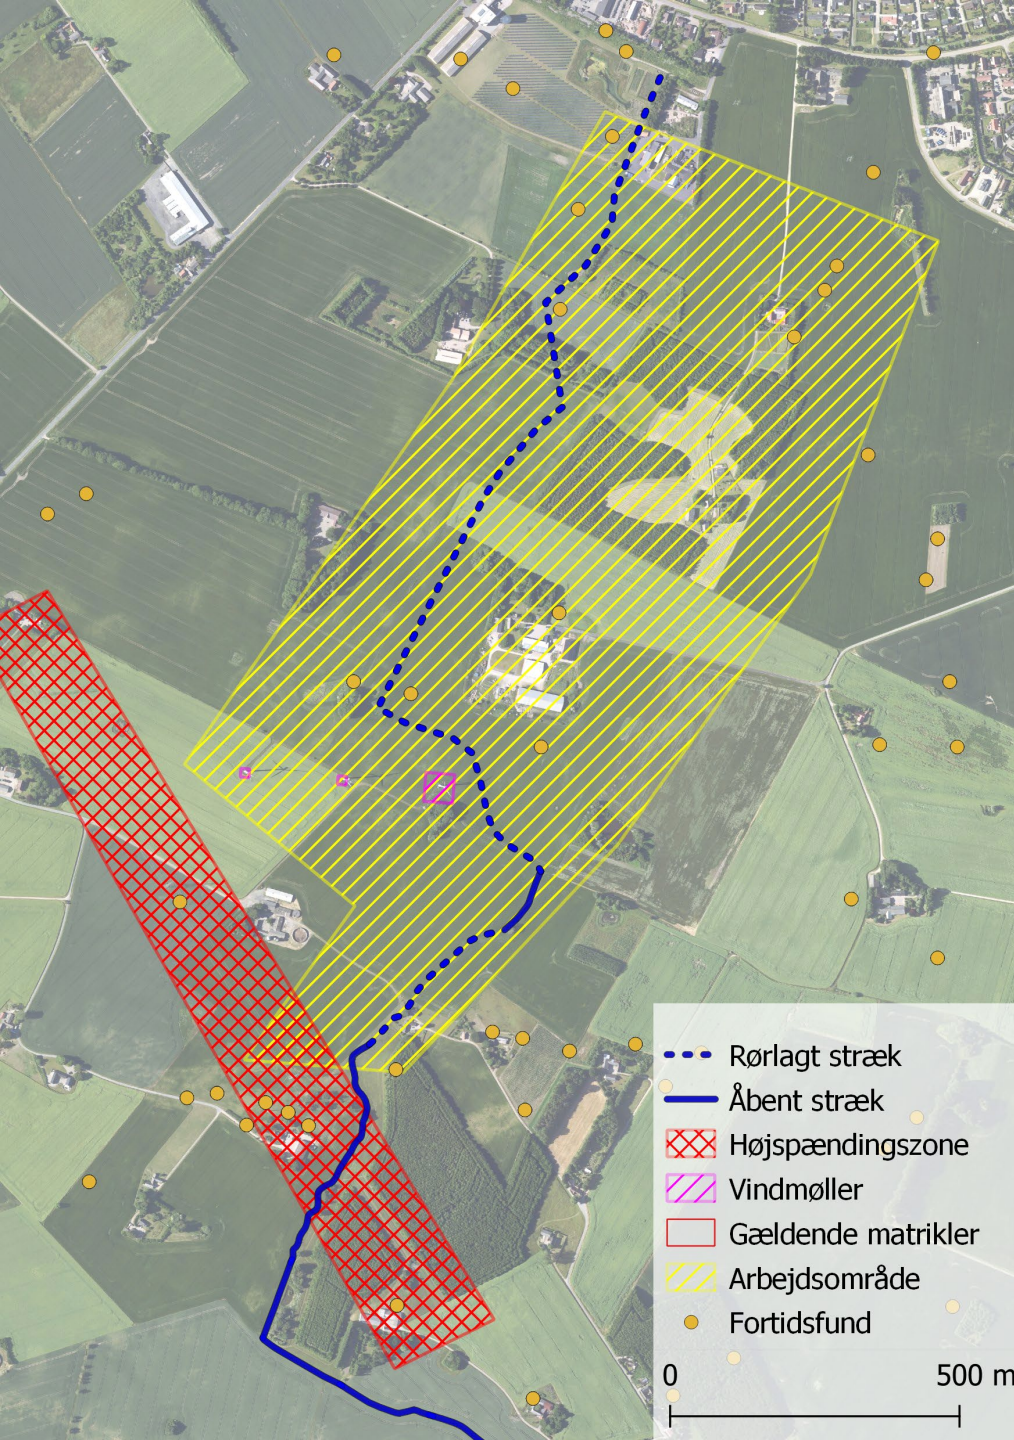 Rørlagt stræk
Åbent stræk
Højspændingszone
Vindmøller
Gældende matrikler
Arbejdsområde
Fortidsfund
0 500 m